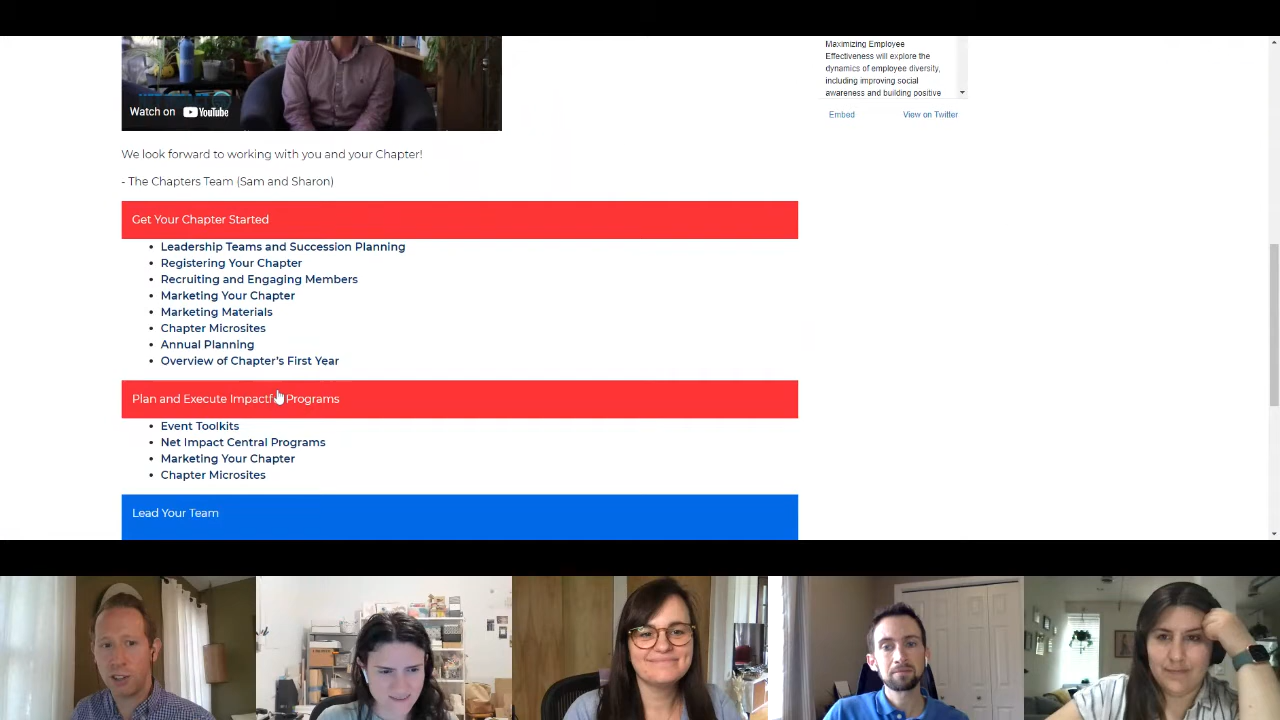 Maximizing Employee
Effectiveness will explore the
dynamics of employee diversity,
including improving social
awareness and building positive
Embed
View on Twitter
Watch on YouTube
We look forward to working with you and your Chapter!
- The Chapters Team (Sam and Sharon)
Get Your Chapter Started
Leadership Teams and Succession Planning
Registering Your Chapter
Recruiting and Engaging Members
Marketing Your Chapter
Marketing Materials
Chapter Microsites
Annual Planning
Overview of Chapter's First Year
Plan and Execute Impactful Programs
Event Toolkits
Net Impact Central Programs
Marketing Your Chapter
Chapter Microsites
Lead Your Team